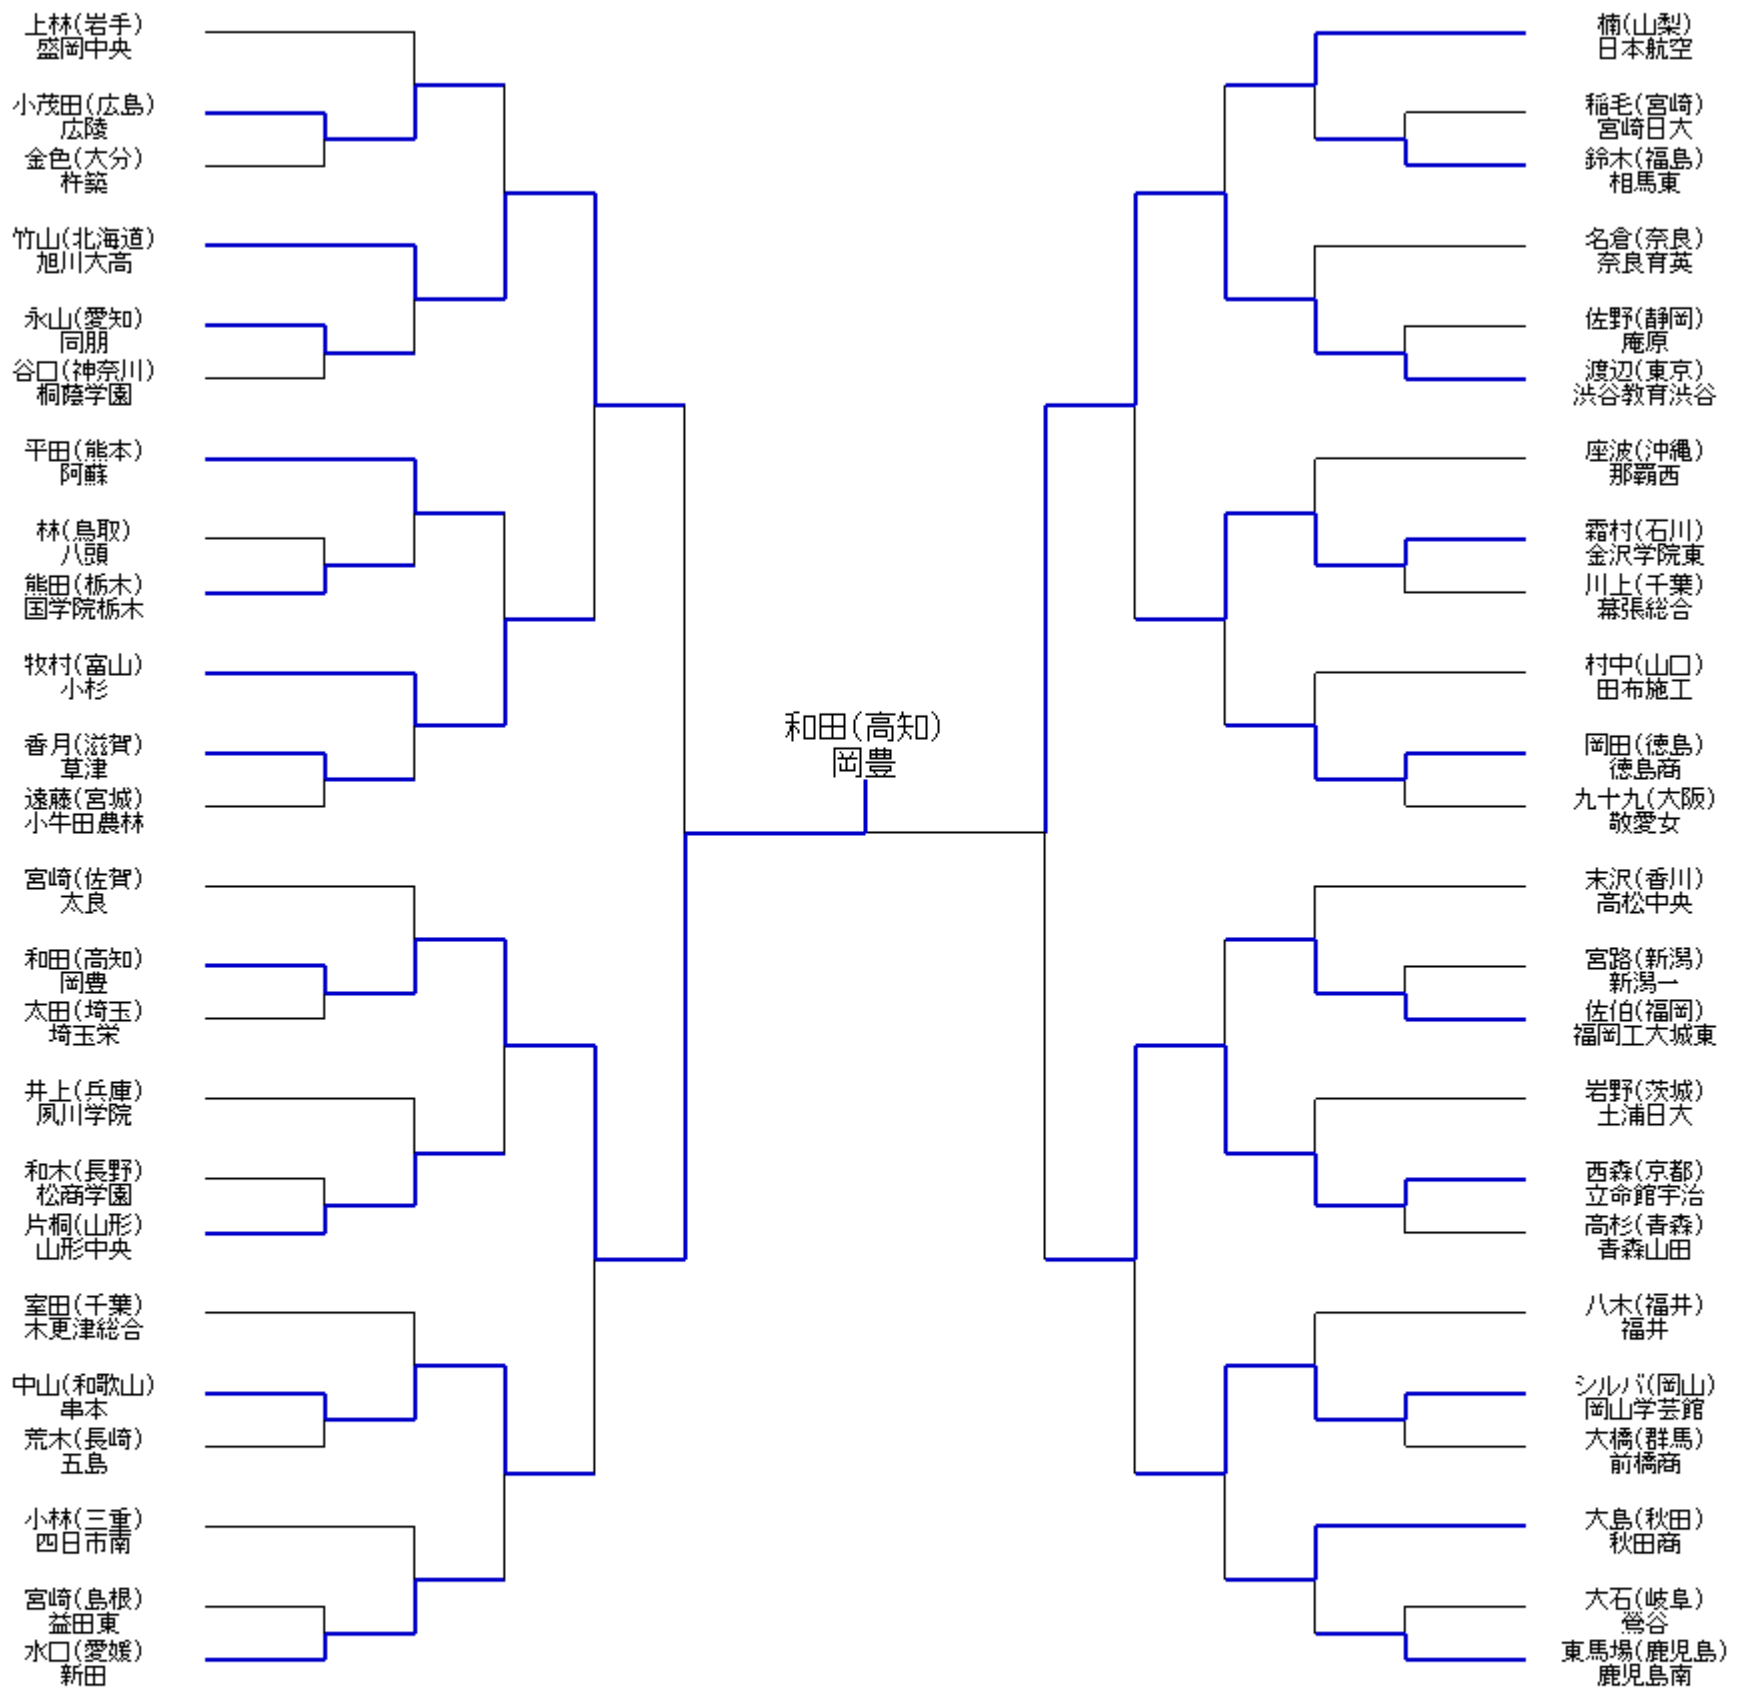 上林(岩手)
盛岡中央
小茂田(広島)
広陵
金色(大分)
杵築
竹山(北海道)
旭川大高
永山(愛知)
同朋
谷口(神奈川)
桐蔭学園
平田(熊本)
阿蘇
林(鳥取)
八頭
熊田(栃木)
国学院栃木
牧村(富山)
小杉
香月(滋賀)
草津
遠藤(宮城)
小牛田農林
宮崎(佐賀)
太良
和田(高知)
岡豊
太田(埼玉)
埼玉栄
井上(兵庫)
夙川学院
和木(長野)
松商学園
片桐(山形)
山形中央
室田(千葉)
木更津総合
中山(和歌山)
串本
荒木(長崎)
五島
小林(三重)
四日市南
宮崎(島根)
益田東
水口(愛媛)
新田
和田(高知)
岡豊
楠(山梨)
日本航空
稲毛(宮崎)
宮崎日大
鈴木(福島)
相馬東
名倉(奈良)
奈良育英
佐野(静岡)
庵原
渡辺(東京)
渋谷教育渋谷
座波(沖縄)
那覇西
霜村(石川)
金沢学院東
川上(千葉)
幕張総合
村中(山口)
田布施工
岡田(徳島)
徳島商
九十九(大阪)
敬愛女
末沢(香川)
高松中央
宮路(新潟)
新潟一
佐伯(福岡)
福岡工大城東
岩野(茨城)
土浦日大
西森(京都)
立命館宇治
高杉(青森)
青森山田
八木(福井)
福井
シルバ(岡山)
岡山学芸館
大橋(群馬)
前橋商
大島(秋田)
秋田商
大石(岐阜)
鶯谷
東馬場(鹿児島)
鹿児島南